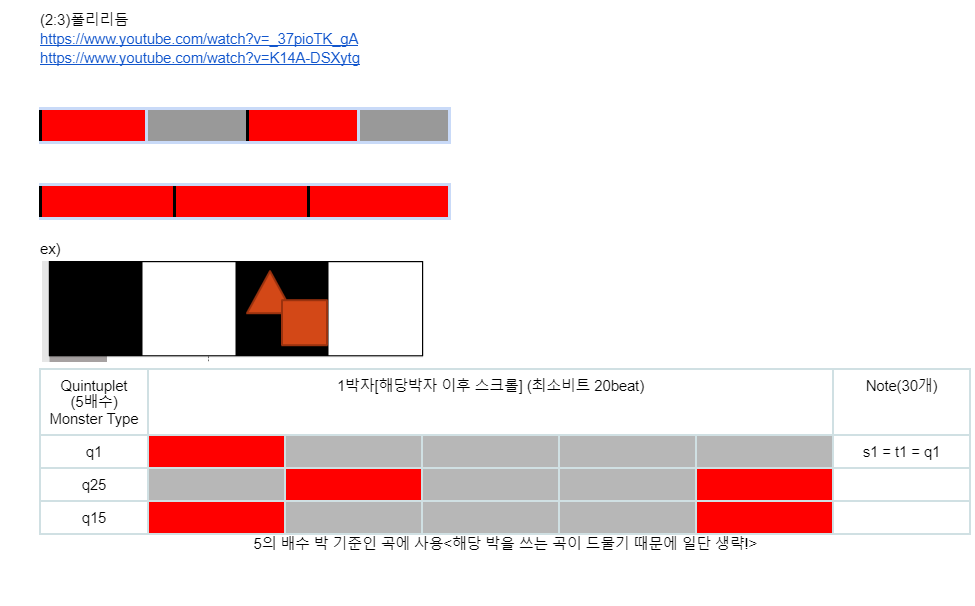 (2:3)폴리리듬
https://www.youtube.com/watch?v=_37pioTK_gA
https://www.youtube.com/watch?v=K14A-DSXytg
ex)
Quintuplet
(5배수)
Monster Type
1박자[해당박자 이후 스크롤] (최소비트 20beat)
Note(30개)
q1
s1 = t1 = q1
q25
q15
5의 배수 박 기준인 곡에 사용<해당 박을 쓰는 곡이 드물기 때문에 일단 생략!>